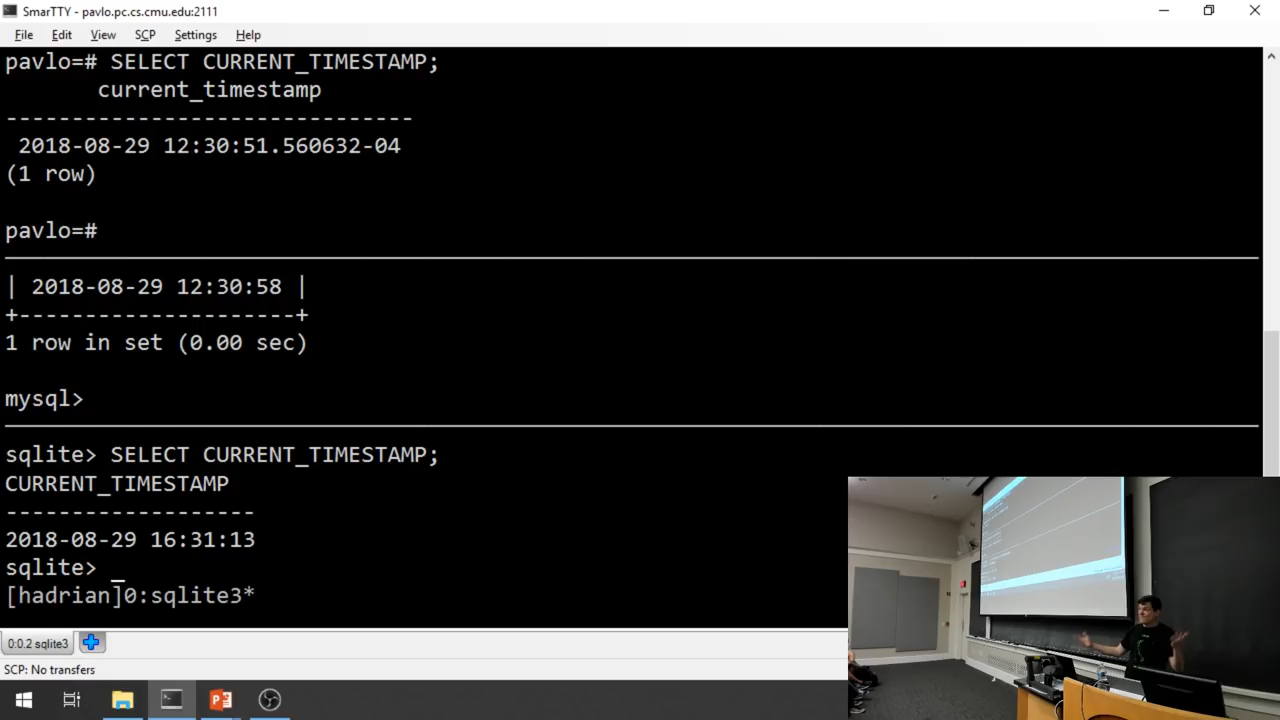 SmarTTY - pavlo.pc.cs.cmu.edu:2111
File Edit View SCP Settings Help
pavlo=# SELECT CURRENT_TIMESTAMP;
current_timestamp
-------------------------------
2018-08-29 12:30:51.560632-04
(1 row)
pavlo=#
| 2018-08-29 12:30:58 |
+---------------------+
1 row in set (0.00 sec)
mysql>
sqlite> SELECT CURRENT_TIMESTAMP;
CURRENT_TIMESTAMP
-------------------
2018-08-29 16:31:13
sqlite> _
[hadrian]0:sqlite3*
0:0.2 sqlite3
SCP: No transfers